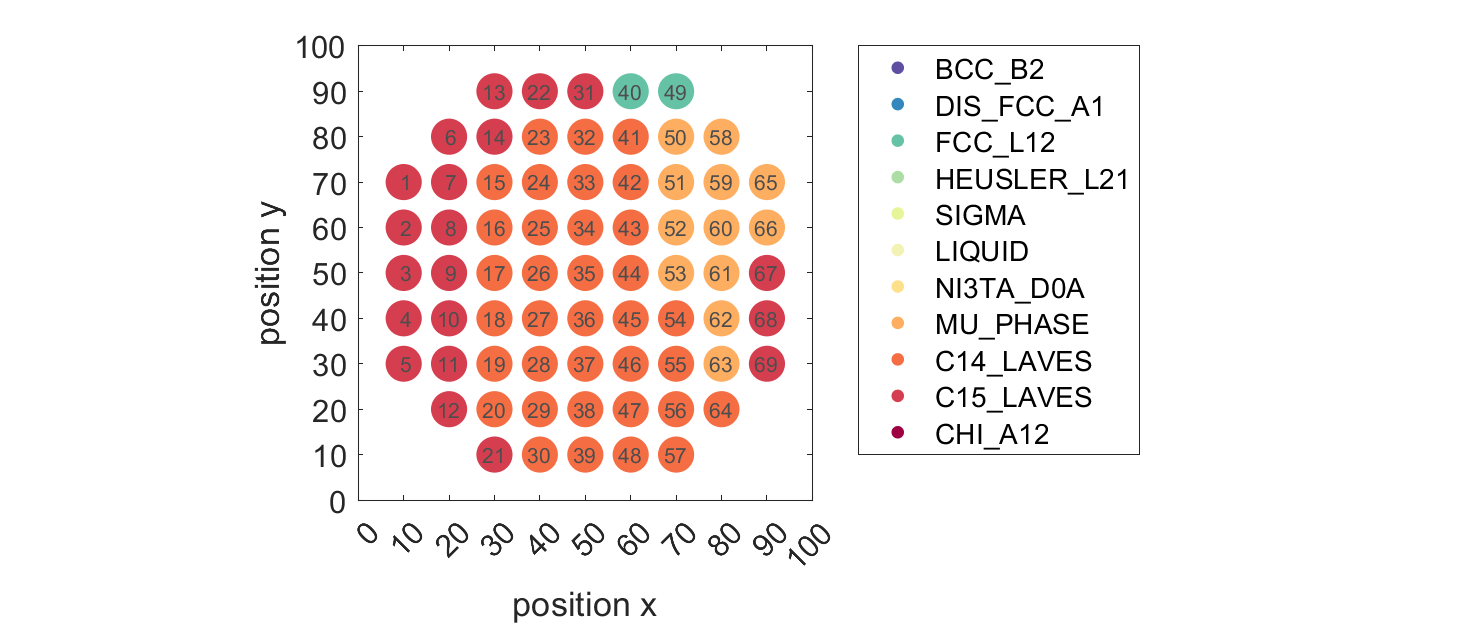 100
90
80
70
60
50
40
30
20
10
0
position y
13 22 31 40 49
6 14 23 32 41 50 58
1 7 15 24 33 42 51 59 65
2 8 16 25 34 43 52 60 66
3 9 17 26 35 44 53 61 67
4 10 18 27 36 45 54 62 68
5 11 19 28 37 46 55 63 69
12 20 29 38 47 56 64
21 30 39 48 57
0 10 20 30 40 50 60 70 80 90 100
position x
BCC_B2
DIS_FCC_A1
FCC_L12
HEUSLER_L21
SIGMA
LIQUID
NI3TA_D0A
MU_PHASE
C14_LAVES
C15_LAVES
CHI_A12